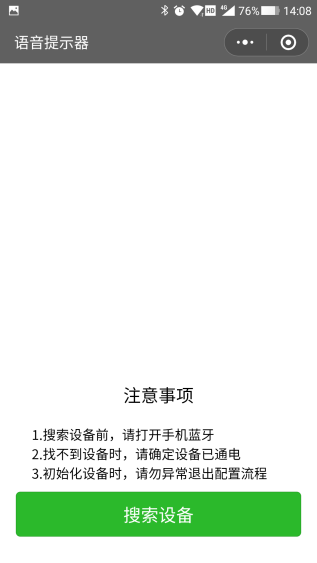 HD 4G 76% 14:08
语音提示器
注意事项
1.搜索设备前，请打开手机蓝牙
2.找不到设备时，请确定设备已通电
3.初始化设备时，请勿异常退出配置流程
搜索设备